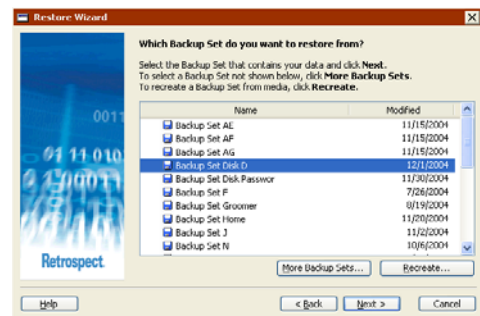 Restore Wizard
Which Backup Set do you want to restore from?
Select the Backup Set that contains your data and click Next.
To select a Backup Set not shown below, click More Backup Sets.
To recreate a Backup Set from media, click Recreate.
Name Modified
Backup Set AE 11/15/2004
Backup Set AF 11/15/2004
Backup Set AG 11/15/2004
Backup Set Disk D 12/1/2004
Backup Set Disk Passwor 11/30/2004
Backup Set F 7/26/2004
Backup Set Groomer 8/19/2004
Backup Set Home 11/20/2004
Backup Set J 11/2/2004
Backup Set N 10/6/2004
0011
01 11 010
Retrospect
More Backup Sets... Recreate...
Help < Back Next > Cancel